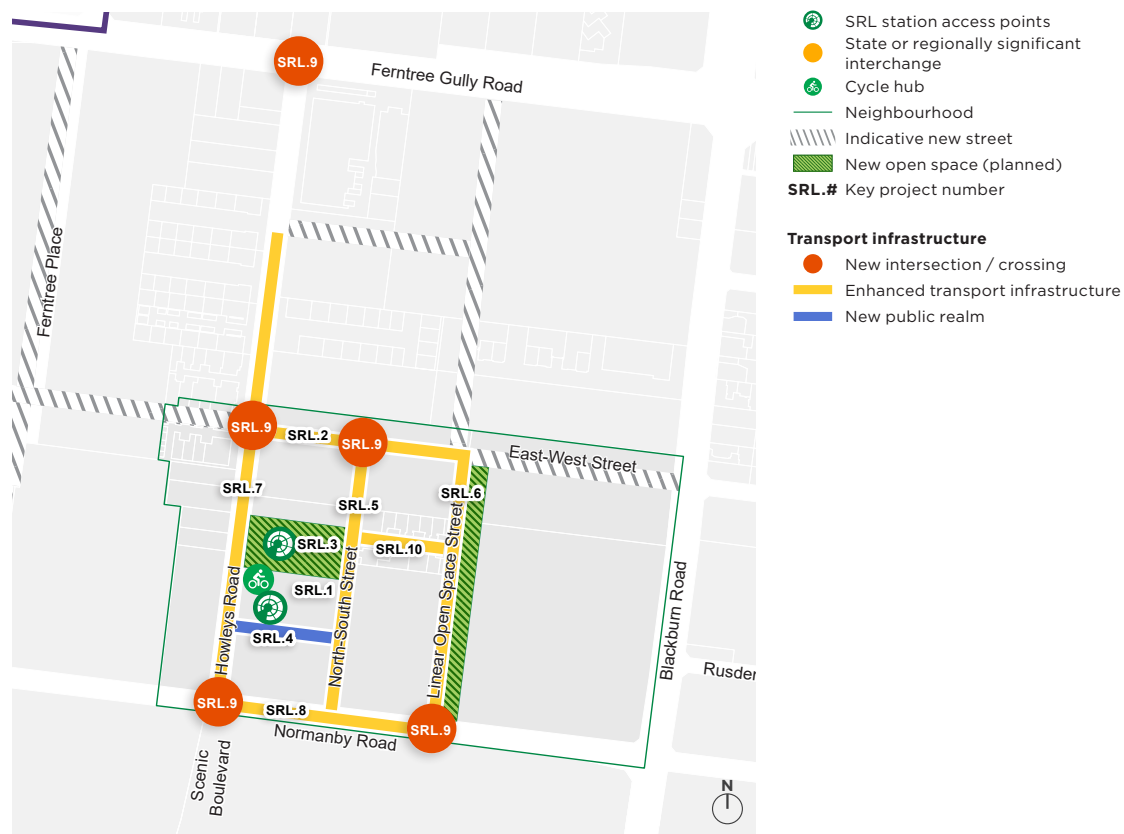 SRL.9
Ferntree Gully Road
Ferntree Place
SRL.9
SRL.2
SRL.9
East-West Street
SRL.7
SRL.6
SRL.5
SRL.3
SRL.10
SRL.1
SRL.4
Howleys Road
North-South Street
Linear Open Space Street
Blackburn Road
Rusden
SRL.9
SRL.8
SRL.9
Normanby Road
Scenic
Boulevard
N
SRL station access points
State or regionally significant
interchange
Cycle hub
Neighbourhood
Indicative new street
New open space (planned)
SRL.# Key project number
Transport infrastructure
New intersection / crossing
Enhanced transport infrastructure
New public realm